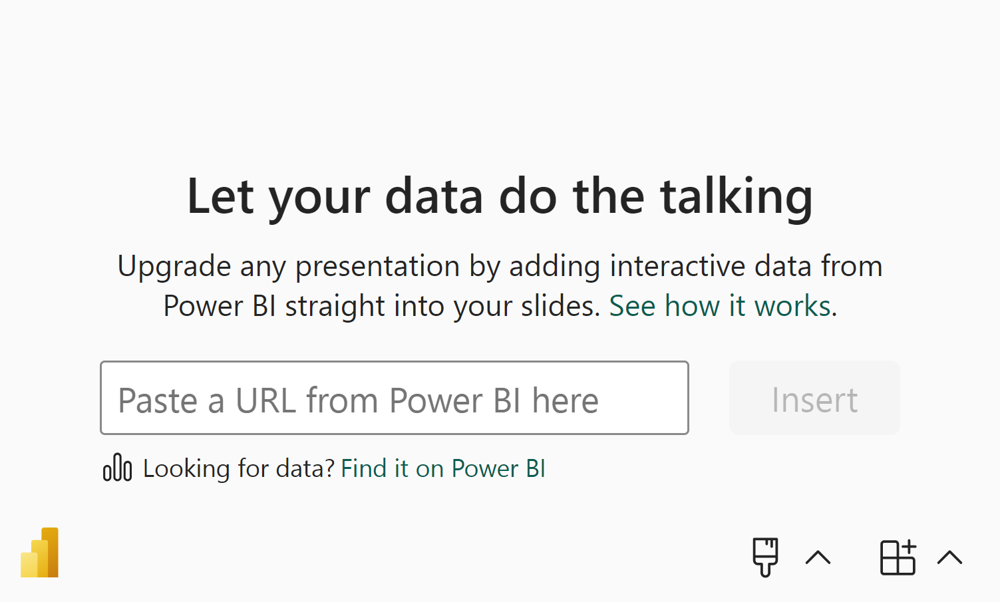 Let your data do the talking
Upgrade any presentation by adding interactive data from
Power BI straight into your slides. See how it works.
Paste a URL from Power BI here
Insert
Looking for data? Find it on Power BI